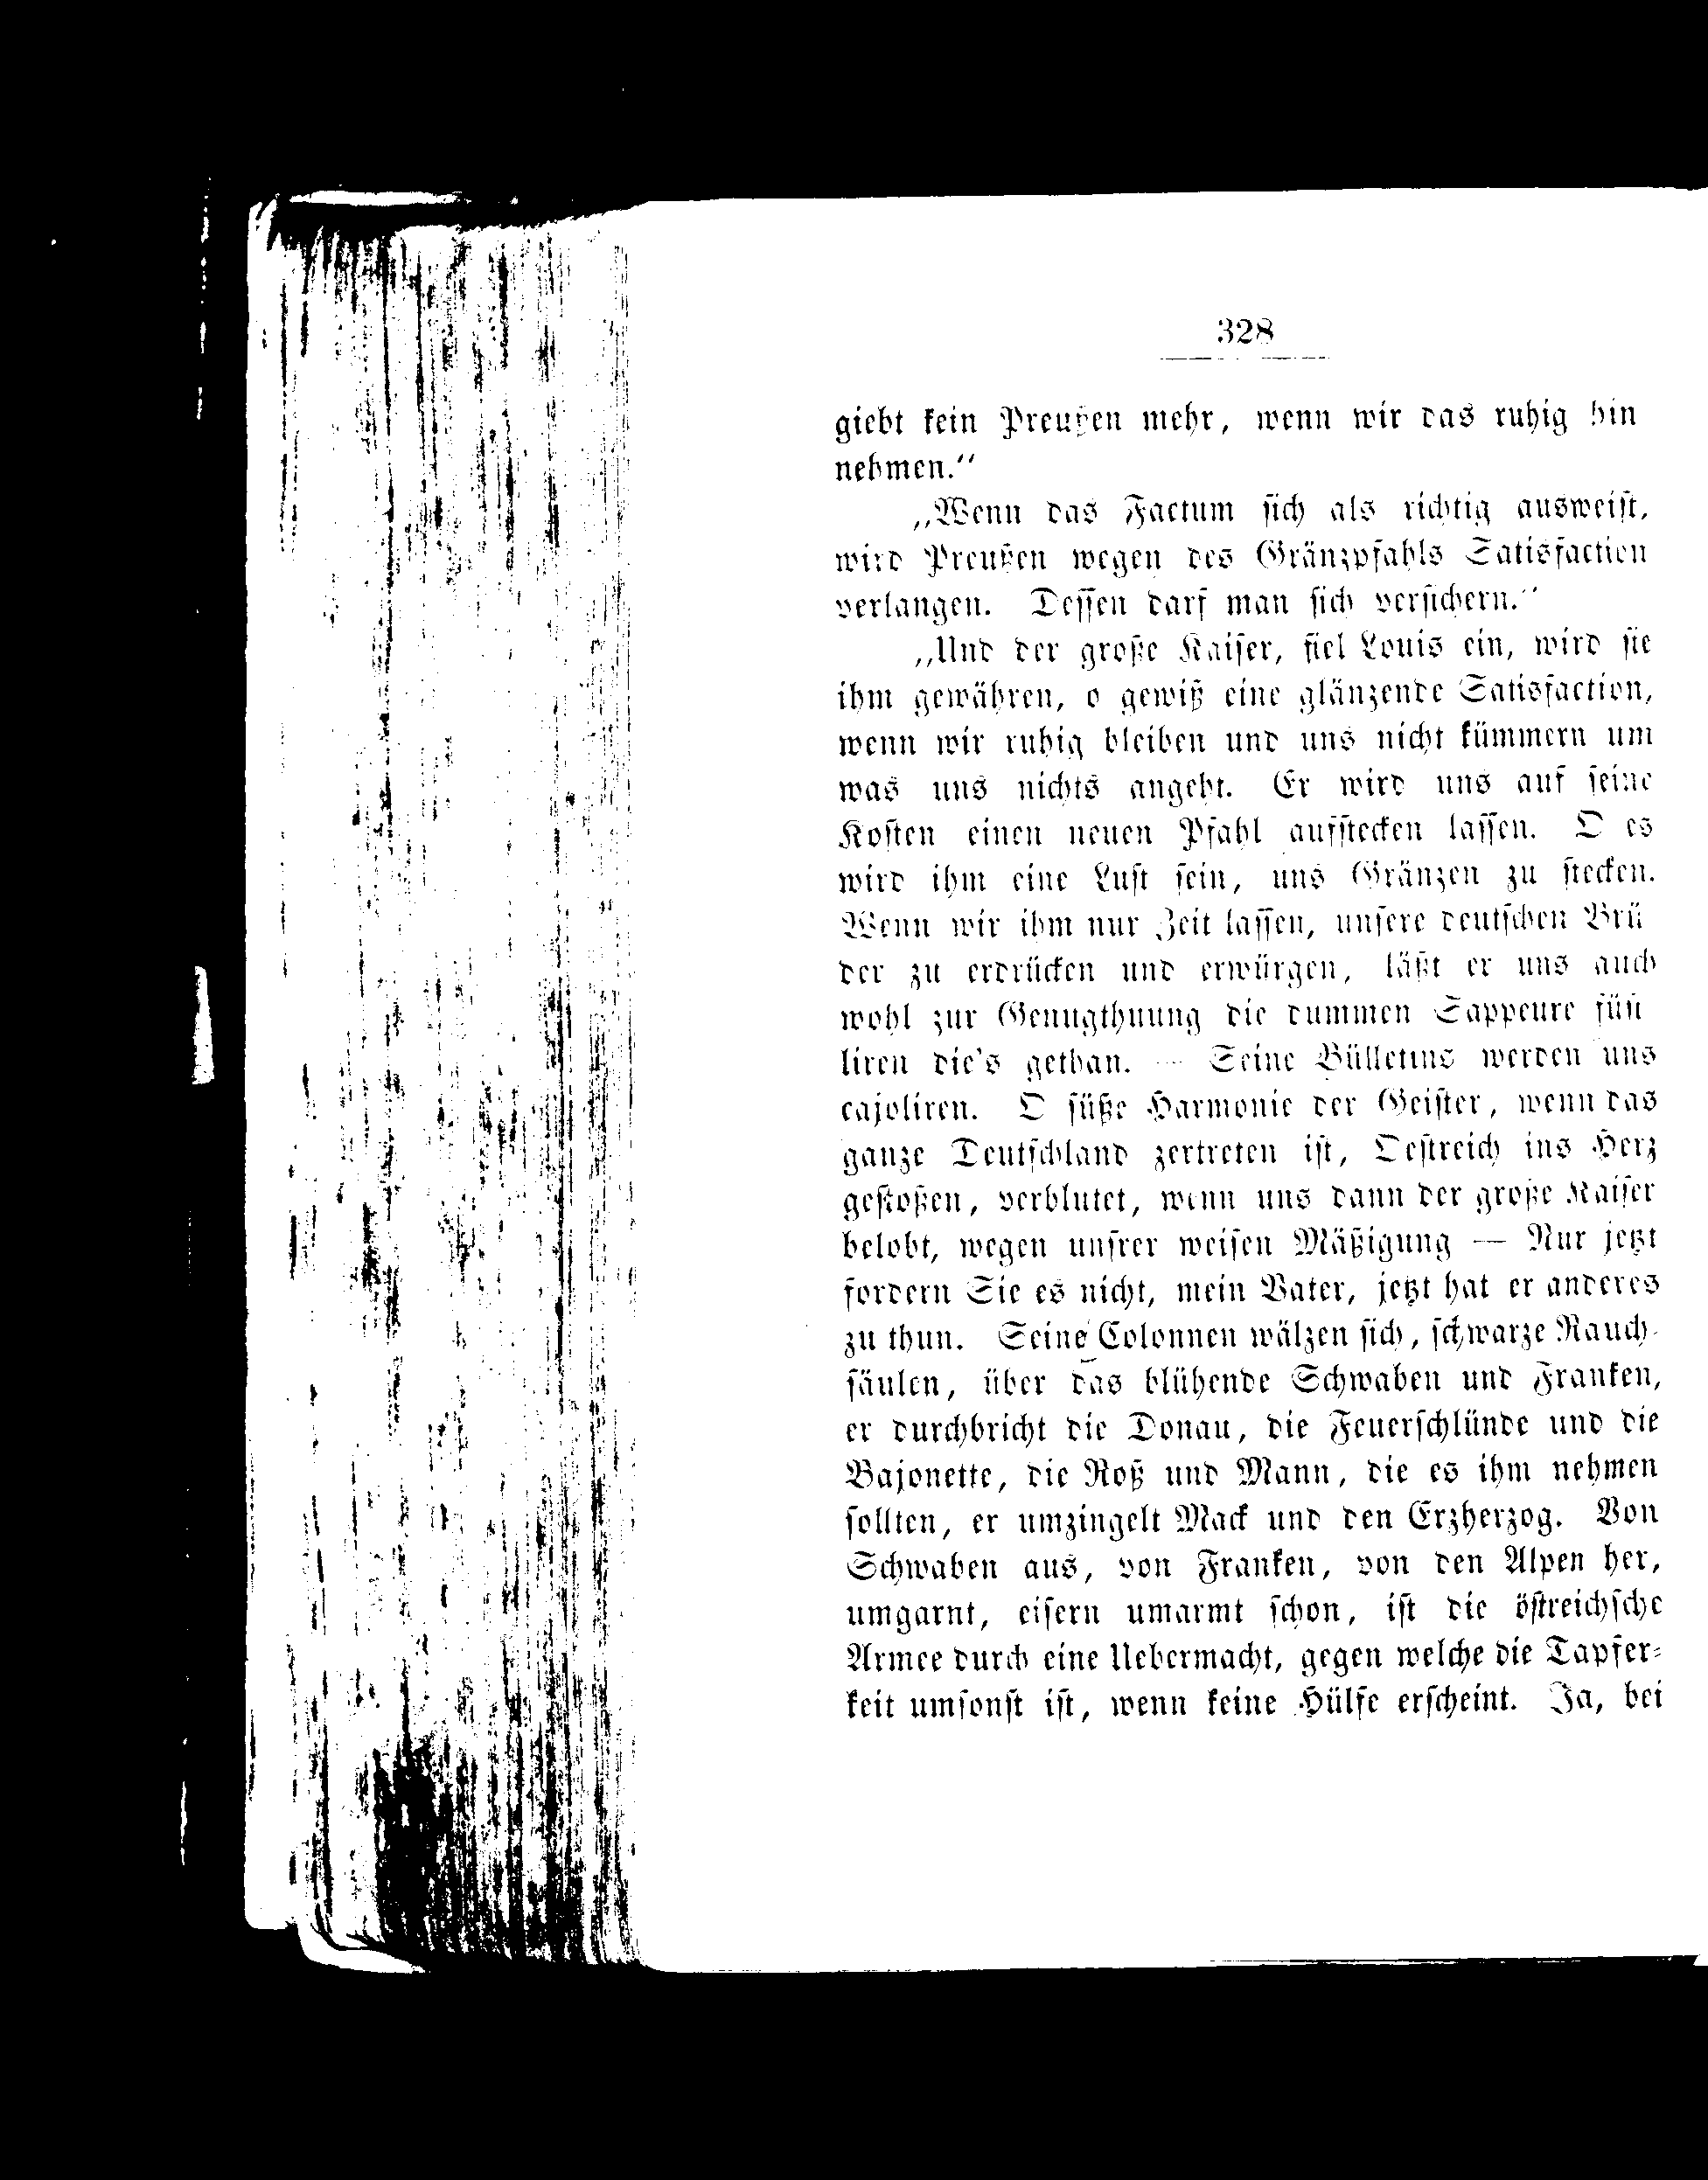 328
giebt kein Preußen mehr, wenn wir das ruhig hin
nehmen.“
„Wenn das Factum sich als richtig ausweist,
wird Preußen wegen des Gränzpfahls Satisfaction
verlangen. Dessen darf man sich versichern.“
„Und der große Kaiser, fiel Louis ein, wird sie
ihm gewähren, o gewiß eine glänzende Satisfaction,
wenn wir ruhig bleiben und uns nicht kümmern um
was uns nichts angeht. Er wird uns auf seine
Kosten einen neuen Pfahl aufstecken lassen. O es
wird ihm eine Lust sein, uns Gränzen zu stecken.
Wenn wir ihm nur Zeit lassen, unsere deutschen Brü
der zu erdrücken und erwürgen, läßt er uns auch
wohl zur Genugthuung die dummen Sappeure füsi
liren die's gethan. — Seine Bülletins werden uns
cajoliren. O süße Harmonie der Geister, wenn das
ganze Deutschland zertreten ist, Oestreich ins Herz
gestoßen, verblutet, wenn uns dann der große Kaiser
belobt, wegen unsrer weisen Mäßigung — Nur jetzt
fordern Sie es nicht, mein Vater, jetzt hat er anderes
zu thun. Seine Colonnen wälzen sich, schwarze Rauch-
säulen, über das blühende Schwaben und Franken,
er durchbricht die Donau, die Feuerschlünde und die
Bajonette, die Roß und Mann, die es ihm nehmen
sollten, er umzingelt Mack und den Erzherzog. Von
Schwaben aus, von Franken, von den Alpen her,
umgarnt, eisern umarmt schon, ist die östreichsche
Armee durch eine Uebermacht, gegen welche die Tapfer-
keit umsonst ist, wenn keine Hülfe erscheint. Ja, bei